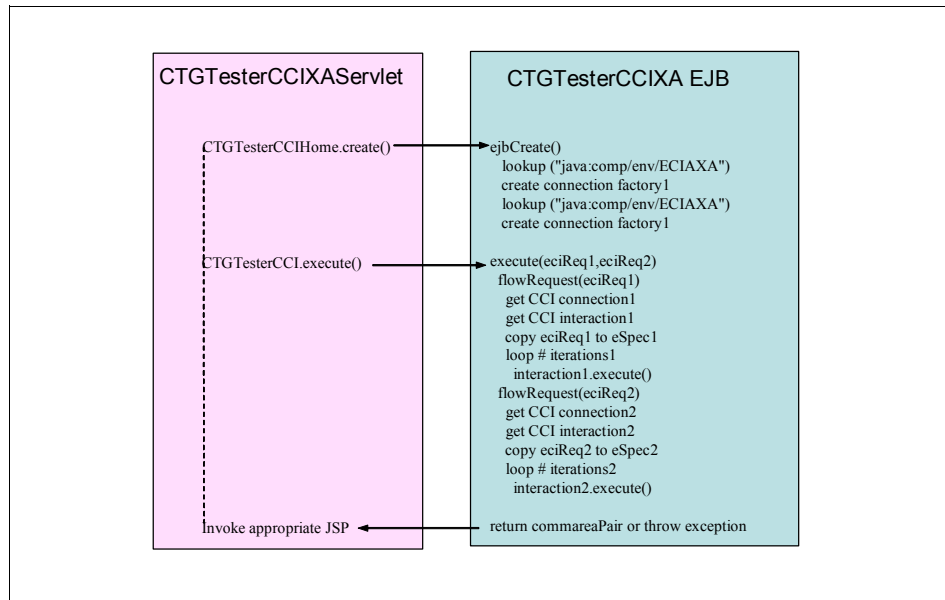 CTGTesterCCIXAServlet
CTGTesterCCIXA EJB
CTGTesterCCIHome.create()
ejbCreate()
lookup ("java:comp/env/ECIAXA")
create connection factory1
lookup ("java:comp/env/ECIAXA")
create connection factory1
CTGTesterCCI.execute()
execute(eciReq1,eciReq2)
flowRequest(eciReq1)
get CCI connection1
get CCI interaction1
copy eciReq1 to eSpec1
loop # iterations1
interaction1.execute()
flowRequest(eciReq2)
get CCI connection2
get CCI interaction2
copy eciReq2 to eSpec2
loop # iterations2
interaction2.execute()
Invoke appropriate JSP
return commareaPair or throw exception